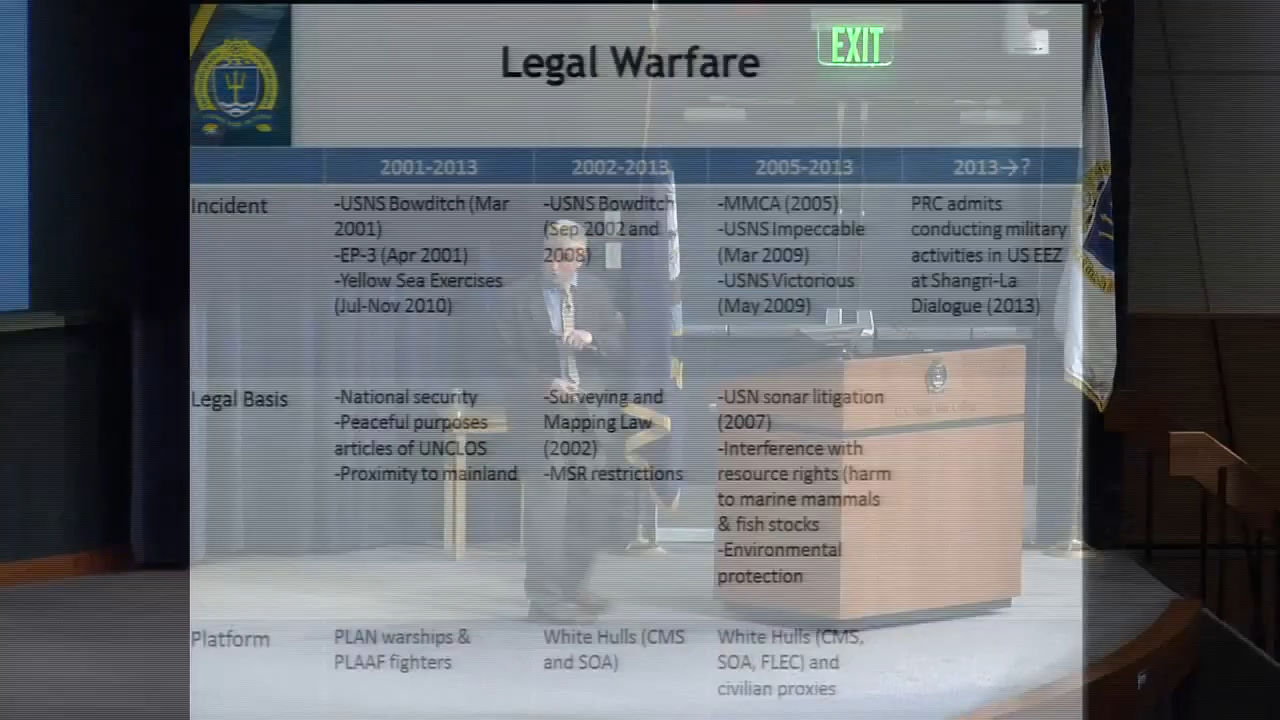 Legal Warfare
EXIT
2001-2013
2002-2013
2005-2013
2013→?
Incident
-USNS Bowditch (Mar
2001)
-EP-3 (Apr 2001)
-Yellow Sea Exercises
(Jul-Nov 2010)
-USNS Bowditch
(Sep 2002 and
2008)
-MMCA (2005)
-USNS Impeccable
(Mar 2009)
-USNS Victorious
(May 2009)
PRC admits
conducting military
activities in US EEZ
at Shangri-La
Dialogue (2013)
Legal Basis
-National security
-Peaceful purposes
articles of UNCLOS
-Proximity to mainland
-Surveying and
Mapping Law
(2002)
-MSR restrictions
-USN sonar litigation
(2007)
-Interference with
resource rights (harm
to marine mammals
& fish stocks
-Environmental
protection
Platform
PLAN warships &
PLAAF fighters
White Hulls (CMS
and SOA)
White Hulls (CMS,
SOA, FLEC) and
civilian proxies